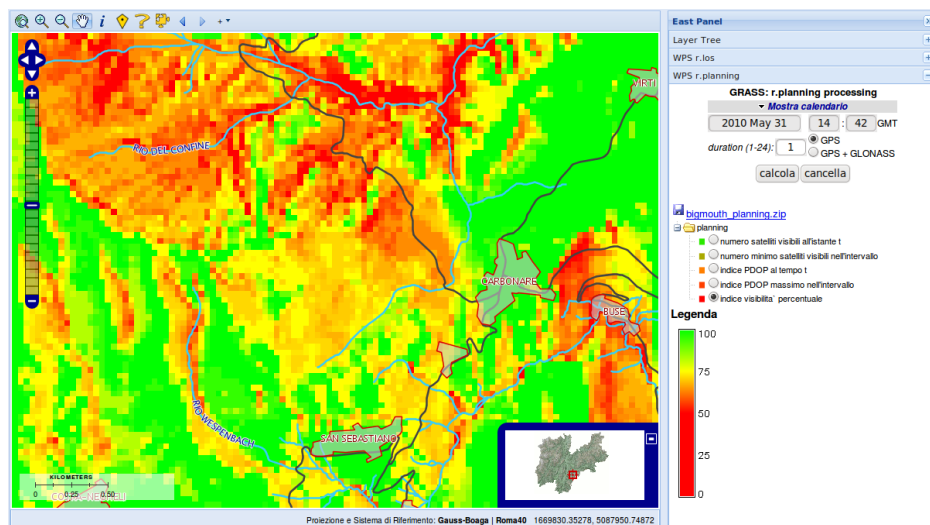 East Panel
Layer Tree
WPS r.los
WPS r.planning
GRASS: r.planning processing
Mostra calendario
2010 May 31 14 : 42 GMT
duration (1-24): 1 GPS
GPS + GLONASS
calcola cancella
bigmouth_planning.zip
planning
numero satelliti visibili all'istante t
numero minimo satelliti visibili nell'intervallo
indice PDOP al tempo t
indice PDOP massimo nell'intervallo
indice visibilita` percentuale
Legenda
100
75
50
25
0
RIO-DEL-CONFINE
CARBONARE
BUSE
RIO-WESPENBACH
SAN SEBASTIANO
KILOMETERS
0 0.25 0.50
Proiezione e Sistema di Riferimento: Gauss-Boaga | Roma40 1669830.35278, 5087950.74872